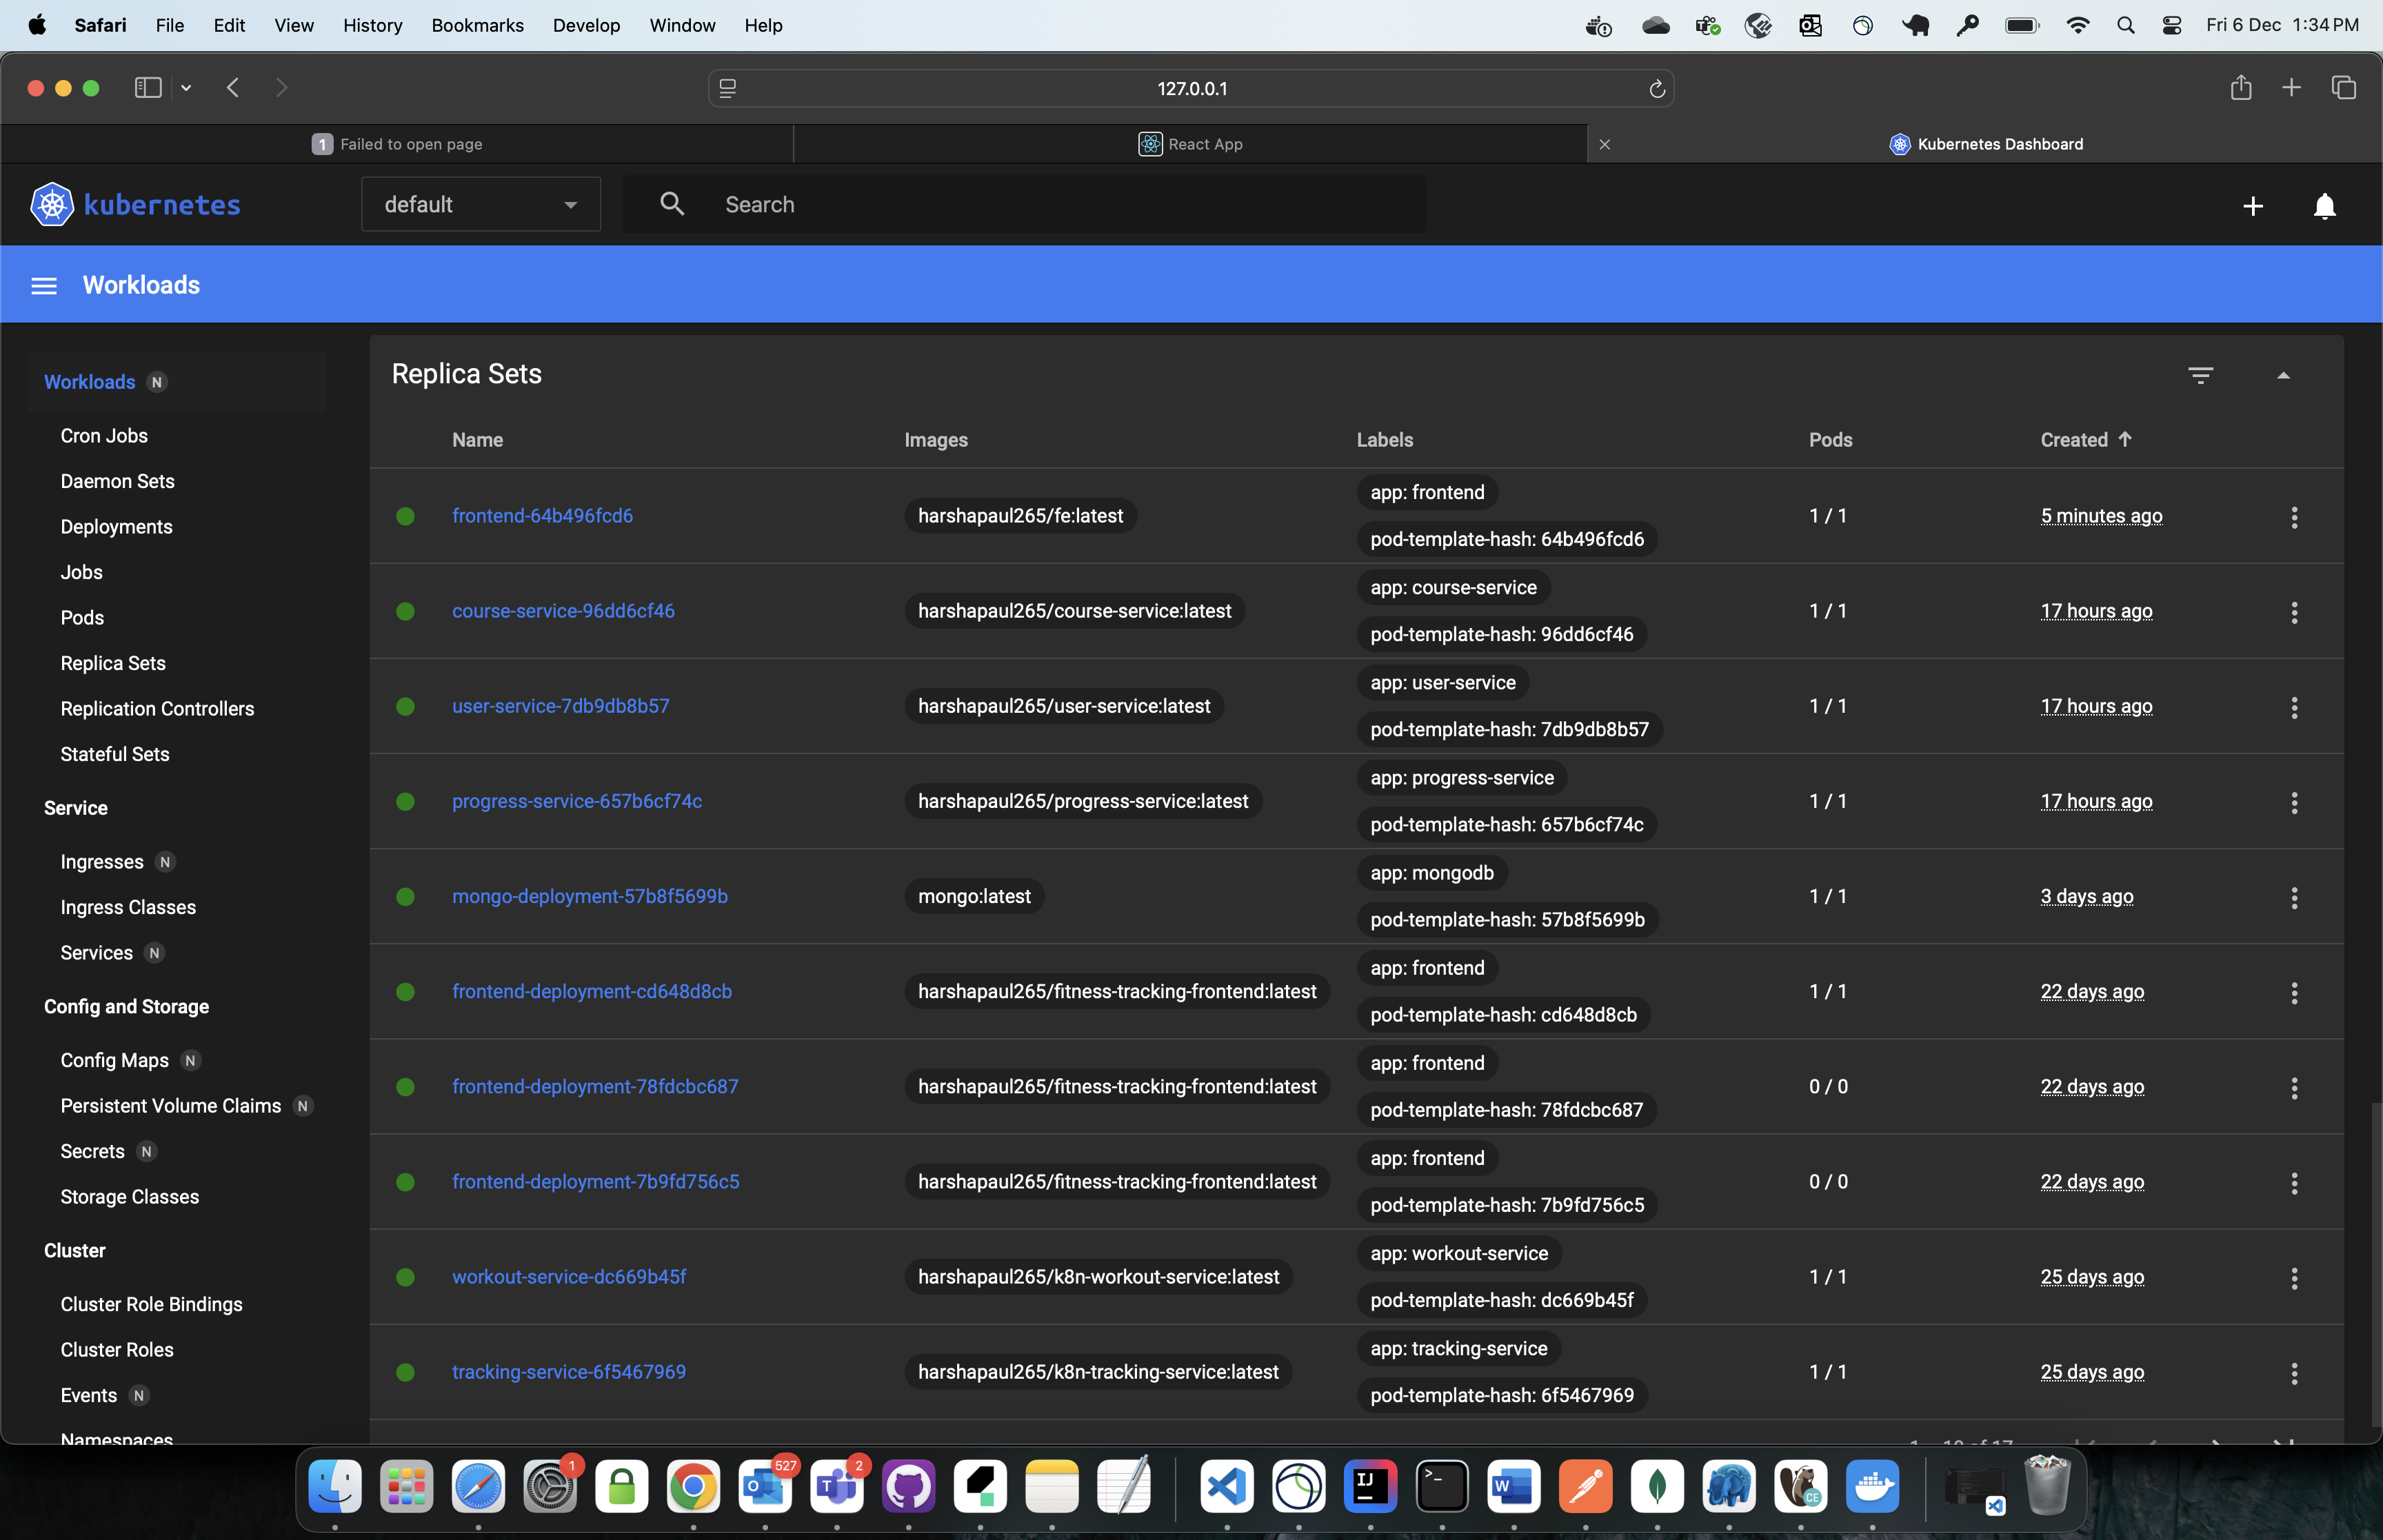 Safari File Edit View History Bookmarks Develop Window Help Fri 6 Dec 1:34 PM
127.0.0.1
1 Failed to open page React App Kubernetes Dashboard
kubernetes default Search
Workloads
Workloads N
Cron Jobs
Daemon Sets
Deployments
Jobs
Pods
Replica Sets
Replication Controllers
Stateful Sets
Service
Ingresses N
Ingress Classes
Services N
Config and Storage
Config Maps N
Persistent Volume Claims N
Secrets N
Storage Classes
Cluster
Cluster Role Bindings
Cluster Roles
Events N
Namespaces
Replica Sets
Name Images Labels Pods Created
app: frontend
frontend-64b496fcd6 harshapaul265/fe:latest 1 / 1 5 minutes ago
pod-template-hash: 64b496fcd6
app: course-service
course-service-96dd6cf46 harshapaul265/course-service:latest 1 / 1 17 hours ago
pod-template-hash: 96dd6cf46
app: user-service
user-service-7db9db8b57 harshapaul265/user-service:latest 1 / 1 17 hours ago
pod-template-hash: 7db9db8b57
app: progress-service
progress-service-657b6cf74c harshapaul265/progress-service:latest 1 / 1 17 hours ago
pod-template-hash: 657b6cf74c
app: mongodb
mongo-deployment-57b8f5699b mongo:latest 1 / 1 3 days ago
pod-template-hash: 57b8f5699b
app: frontend
frontend-deployment-cd648d8cb harshapaul265/fitness-tracking-frontend:latest 1 / 1 22 days ago
pod-template-hash: cd648d8cb
app: frontend
frontend-deployment-78fdcbc687 harshapaul265/fitness-tracking-frontend:latest 0 / 0 22 days ago
pod-template-hash: 78fdcbc687
app: frontend
frontend-deployment-7b9fd756c5 harshapaul265/fitness-tracking-frontend:latest 0 / 0 22 days ago
pod-template-hash: 7b9fd756c5
app: workout-service
workout-service-dc669b45f harshapaul265/k8n-workout-service:latest 1 / 1 25 days ago
pod-template-hash: dc669b45f
app: tracking-service
tracking-service-6f5467969 harshapaul265/k8n-tracking-service:latest 1 / 1 25 days ago
pod-template-hash: 6f5467969
1 527 2
O T IJ >_ W CE